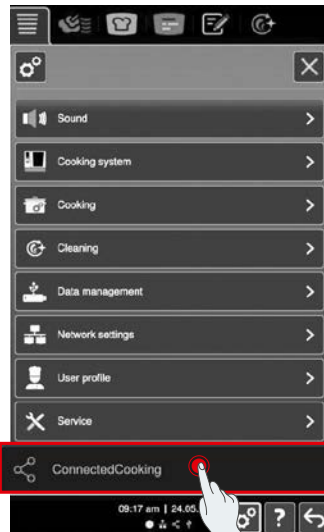 Sound
Cooking system
Cooking
Cleaning
Data management
Network settings
User profile
Service
ConnectedCooking
09:17 am | 24.05.
?